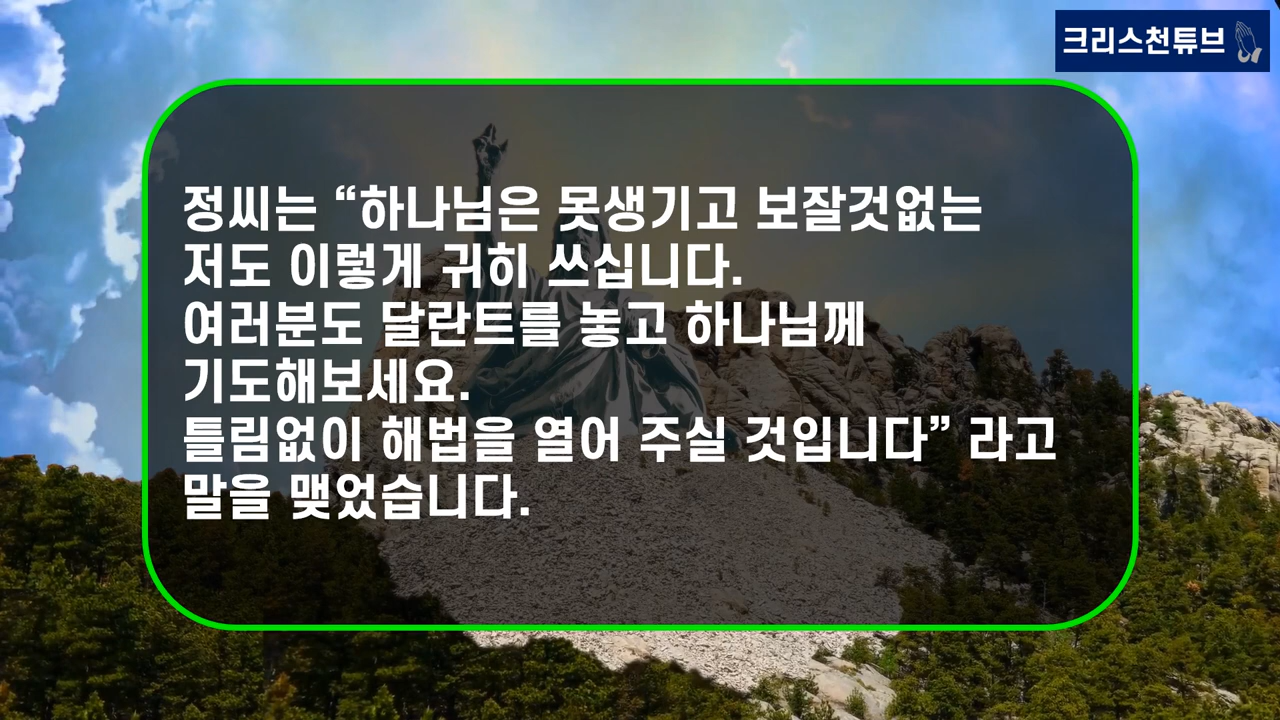 크리스천튜브
정씨는 “하나님은 못생기고 보잘것없는
저도 이렇게 귀히 쓰십니다.
여러분도 달란트를 놓고 하나님께
기도해보세요.
틀림없이 해법을 열어 주실 것입니다” 라고
말을 맺었습니다.